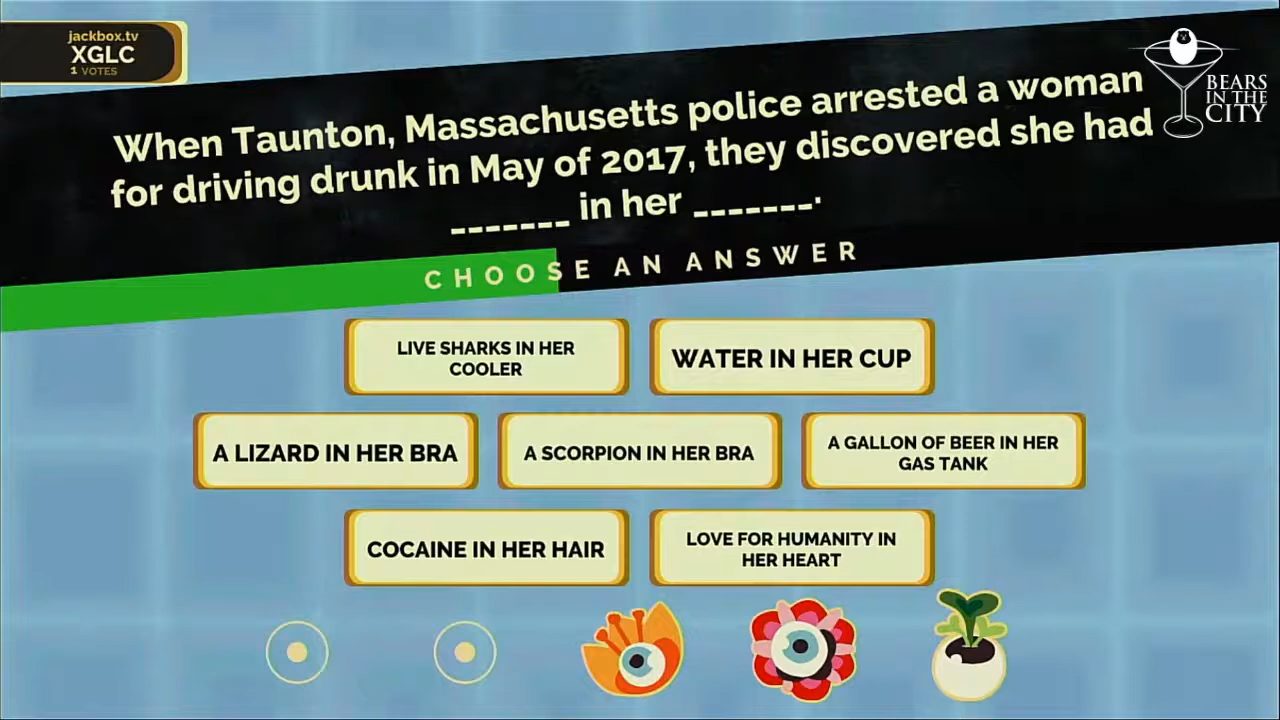 jackbox.tv
XGLC
1 VOTES
BEARS
IN THE
CITY
When Taunton, Massachusetts police arrested a woman
for driving drunk in May of 2017, they discovered she had
_______ in her _______.
CHOOSE AN ANSWER
LIVE SHARKS IN HER
COOLER
WATER IN HER CUP
A LIZARD IN HER BRA
A SCORPION IN HER BRA
A GALLON OF BEER IN HER
GAS TANK
COCAINE IN HER HAIR
LOVE FOR HUMANITY IN
HER HEART